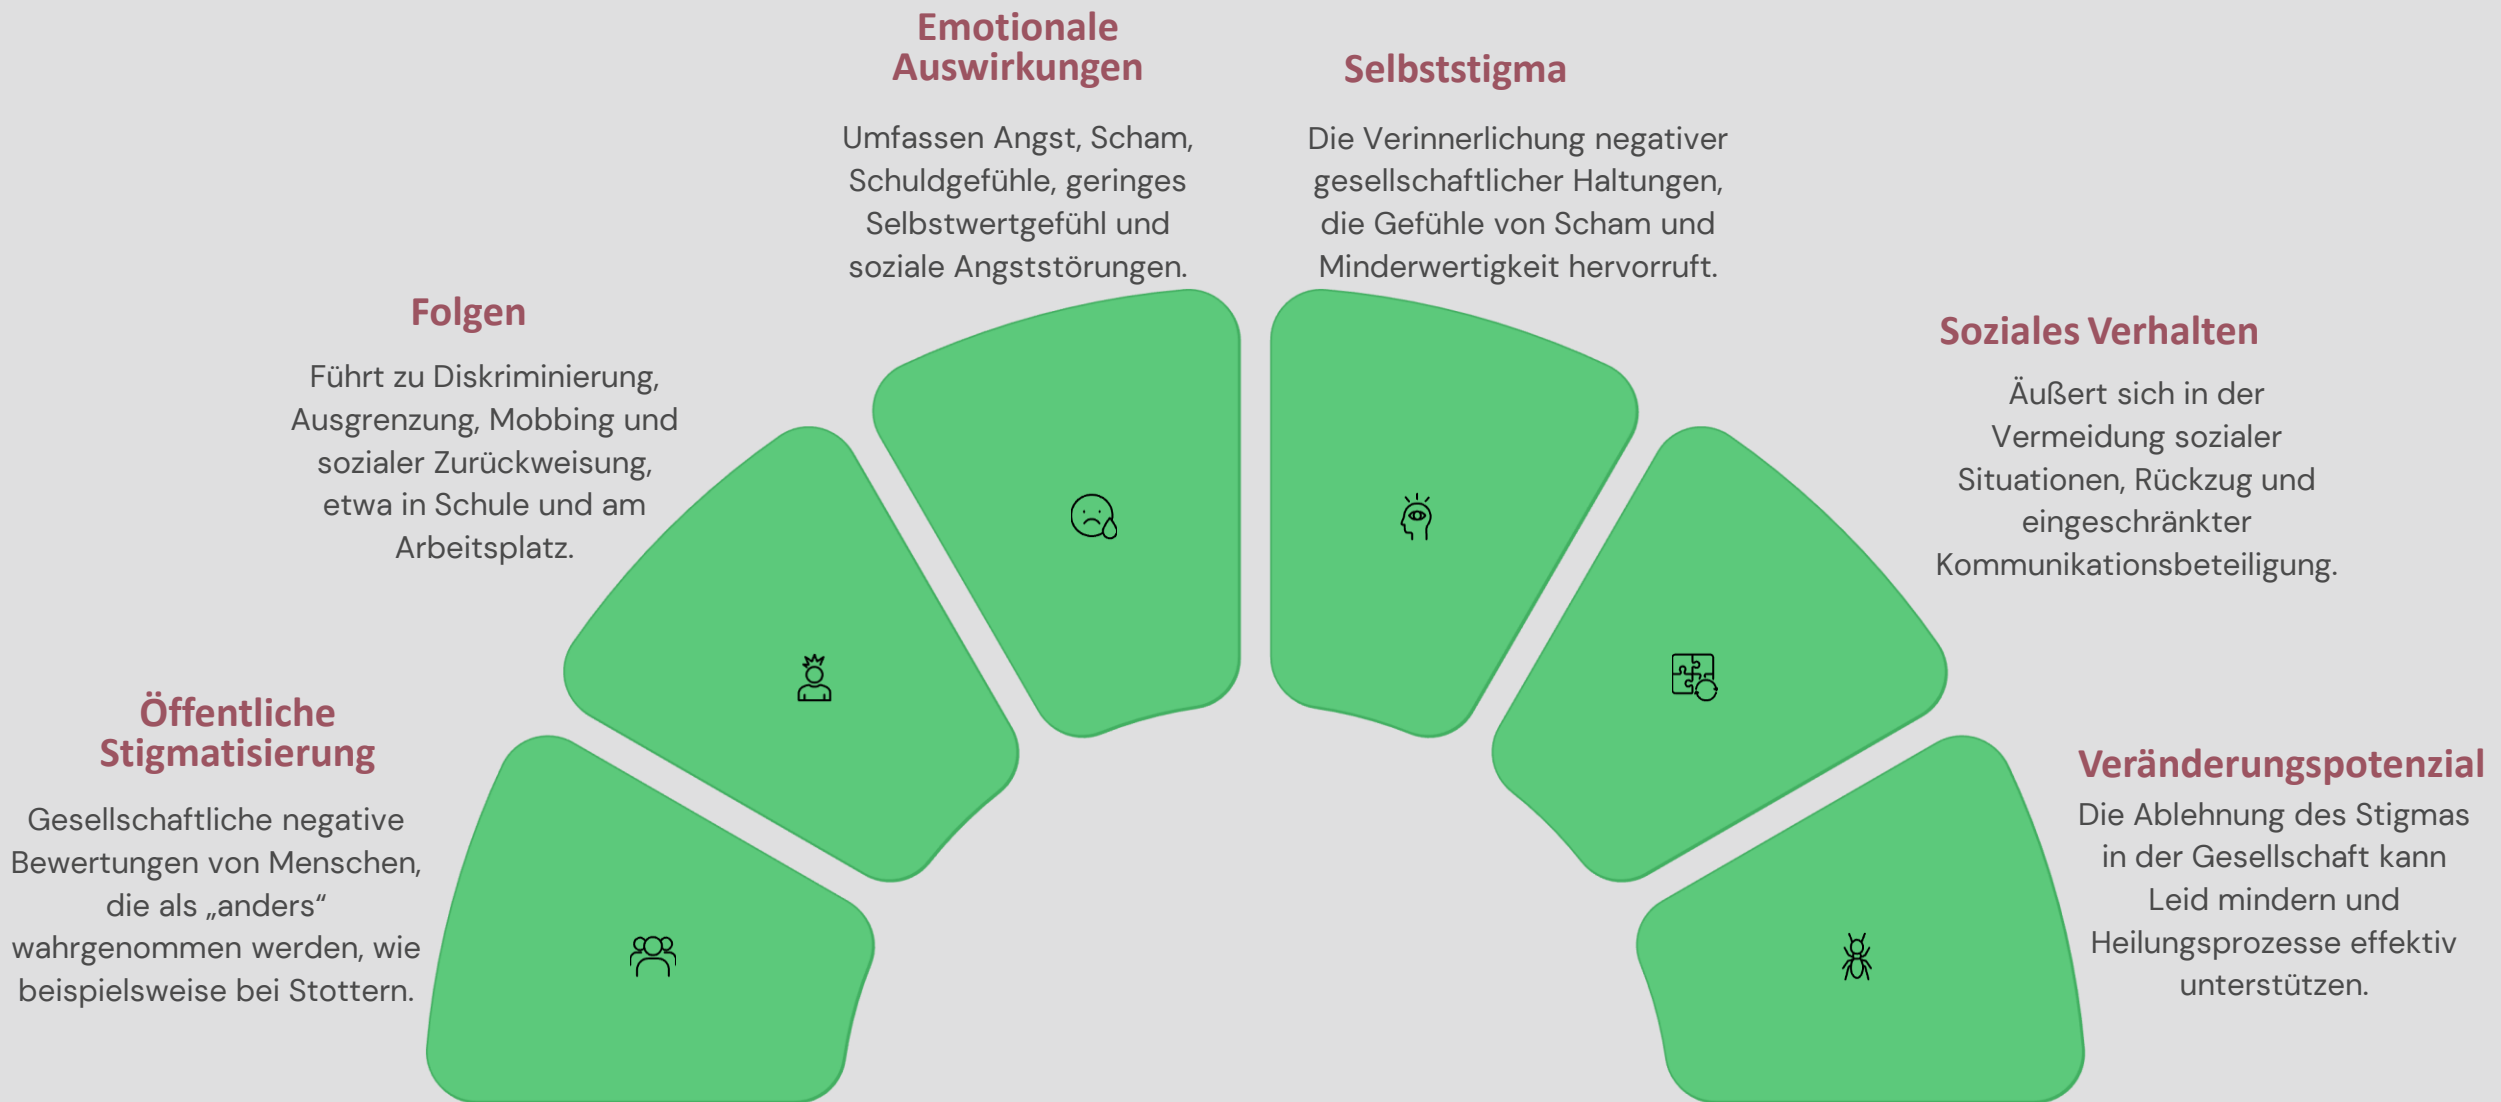 Öffentliche
Stigmatisierung
Gesellschaftliche negative
Bewertungen von Menschen,
die als „anders“
wahrgenommen werden, wie
beispielsweise bei Stottern.
Folgen
Führt zu Diskriminierung,
Ausgrenzung, Mobbing und
sozialer Zurückweisung,
etwa in Schule und am
Arbeitsplatz.
Emotionale
Auswirkungen
Umfassen Angst, Scham,
Schuldgefühle, geringes
Selbstwertgefühl und
soziale Angststörungen.
Selbststigma
Die Verinnerlichung negativer
gesellschaftlicher Haltungen,
die Gefühle von Scham und
Minderwertigkeit hervorruft.
Soziales Verhalten
Äußert sich in der
Vermeidung sozialer
Situationen, Rückzug und
eingeschränkter
Kommunikationsbeteiligung.
Veränderungspotenzial
Die Ablehnung des Stigmas
in der Gesellschaft kann
Leid mindern und
Heilungsprozesse effektiv
unterstützen.